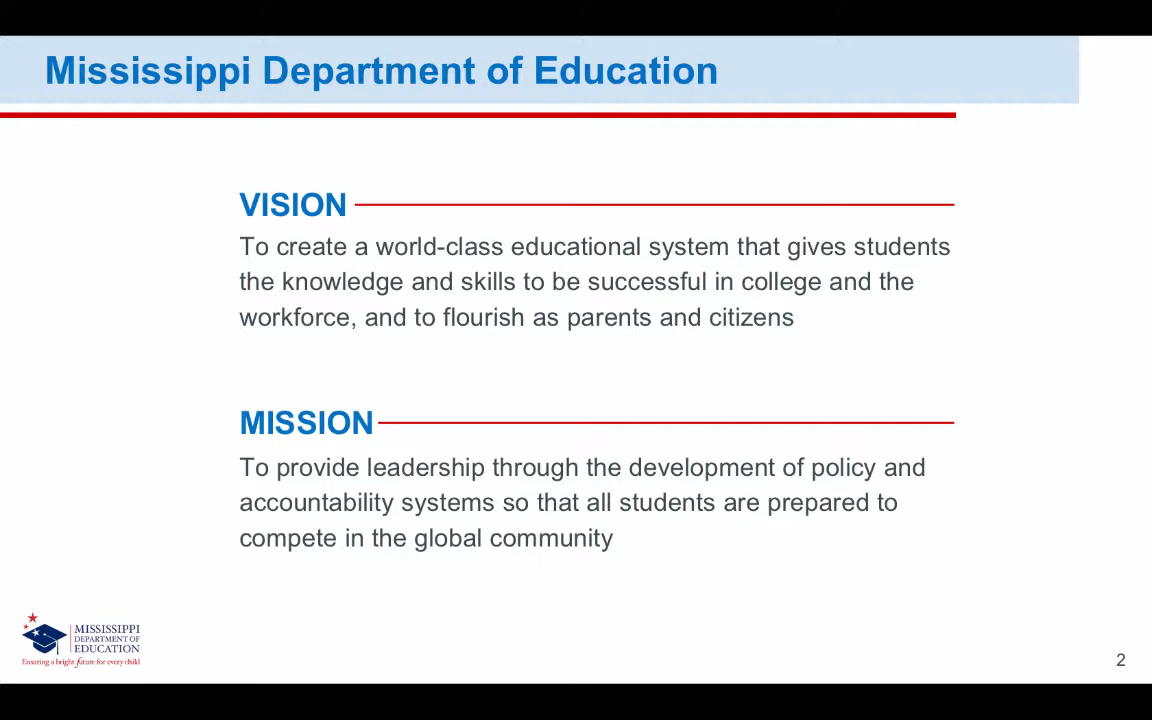 Mississippi Department of Education
VISION
To create a world-class educational system that gives students
the knowledge and skills to be successful in college and the
workforce, and to flourish as parents and citizens
MISSION
To provide leadership through the development of policy and
accountability systems so that all students are prepared to
compete in the global community
MISSISSIPPI
DEPARTMENT OF
EDUCATION
Ensuring a bright future for every child
2